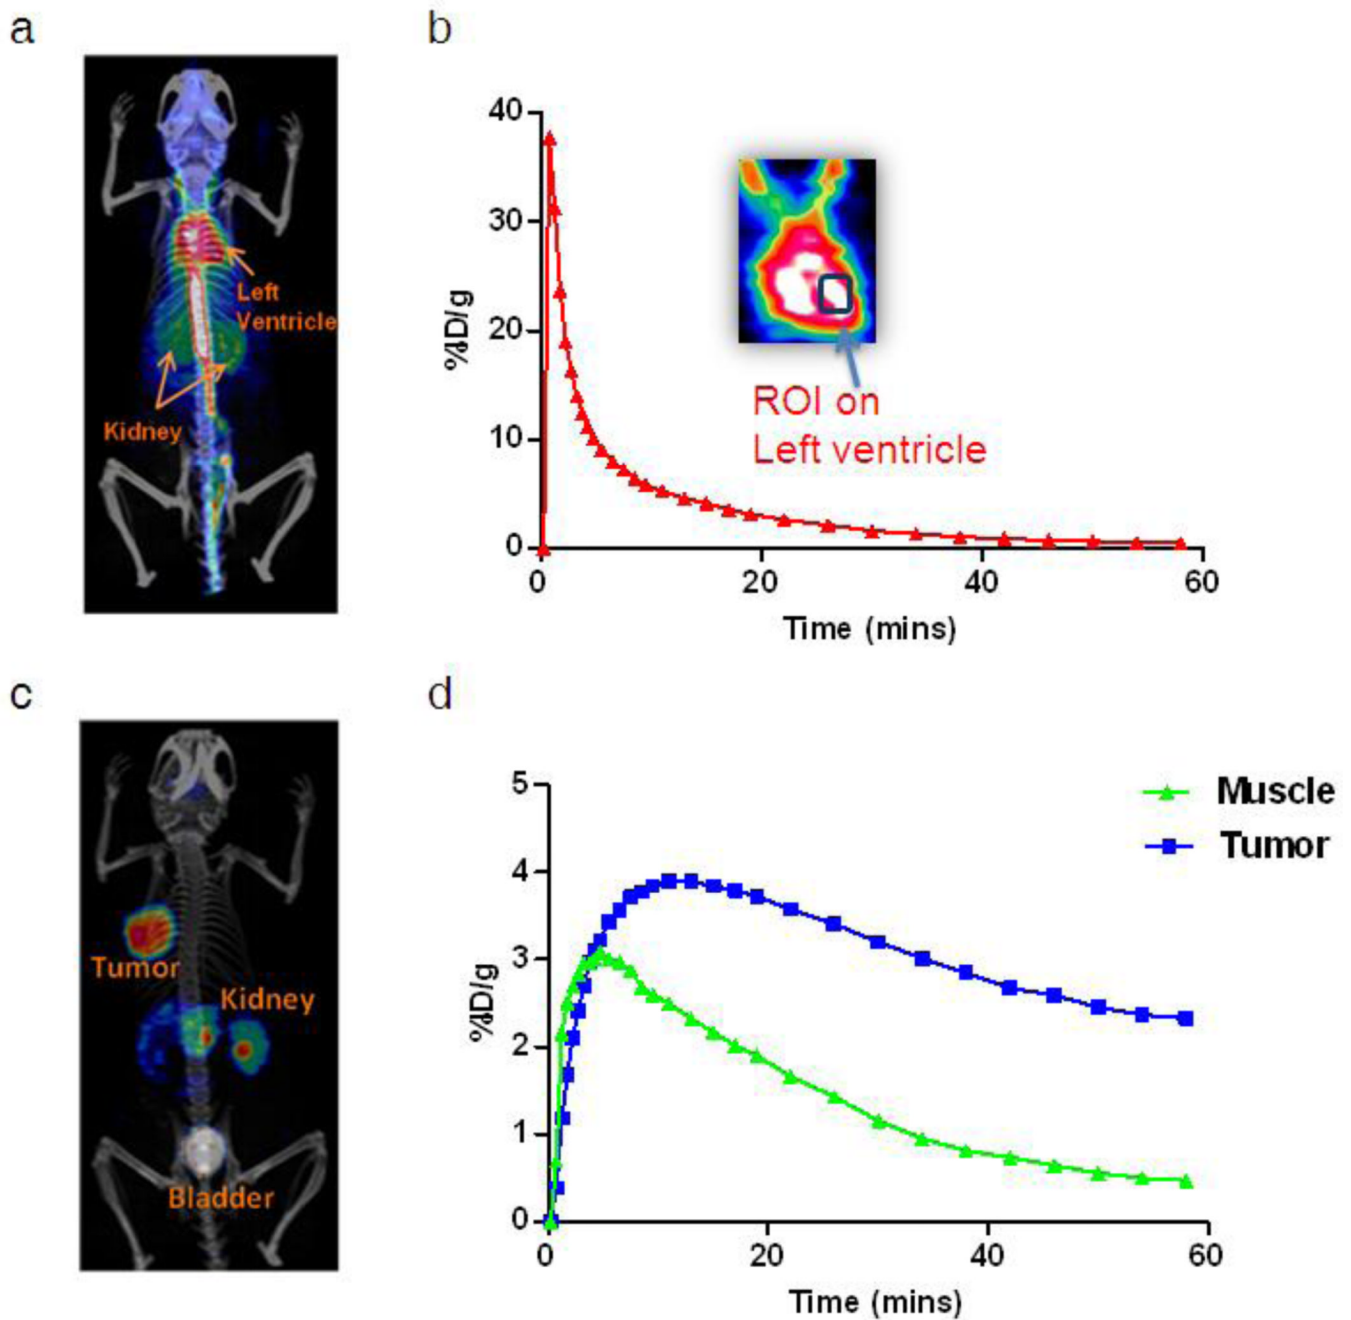 a
Left
Ventricle
Kidney
b
40
30
20
10
0
%ID/g
ROI on
Left ventricle
0
20
40
60
Time (mins)
c
Tumor
Kidney
Bladder
d
5
4
3
2
1
0
%ID/g
Muscle
Tumor
0
20
40
60
Time (mins)